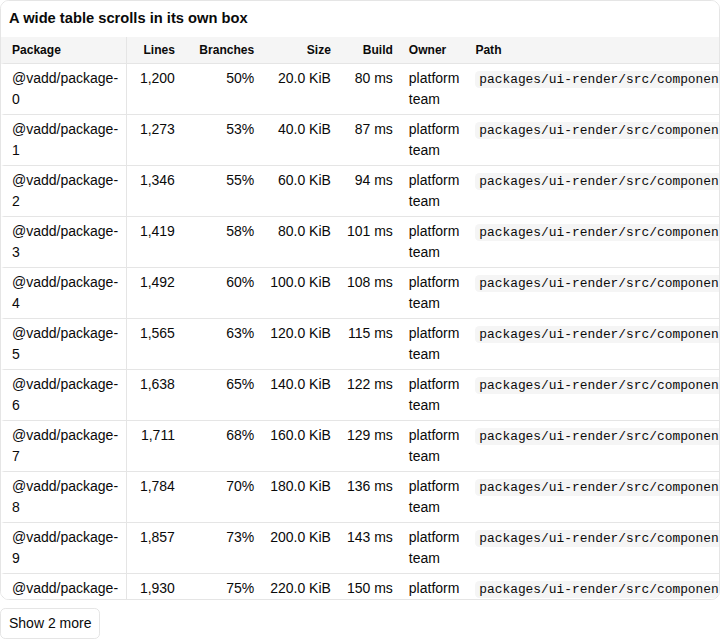 A wide table scrolls in its own box
Package Lines Branches Size Build Owner Path
@vadd/package-0 1,200 50% 20.0 KiB 80 ms platform team packages/ui-render/src/componen
@vadd/package-1 1,273 53% 40.0 KiB 87 ms platform team packages/ui-render/src/componen
@vadd/package-2 1,346 55% 60.0 KiB 94 ms platform team packages/ui-render/src/componen
@vadd/package-3 1,419 58% 80.0 KiB 101 ms platform team packages/ui-render/src/componen
@vadd/package-4 1,492 60% 100.0 KiB 108 ms platform team packages/ui-render/src/componen
@vadd/package-5 1,565 63% 120.0 KiB 115 ms platform team packages/ui-render/src/componen
@vadd/package-6 1,638 65% 140.0 KiB 122 ms platform team packages/ui-render/src/componen
@vadd/package-7 1,711 68% 160.0 KiB 129 ms platform team packages/ui-render/src/componen
@vadd/package-8 1,784 70% 180.0 KiB 136 ms platform team packages/ui-render/src/componen
@vadd/package-9 1,857 73% 200.0 KiB 143 ms platform team packages/ui-render/src/componen
@vadd/package- 1,930 75% 220.0 KiB 150 ms platform packages/ui-render/src/componen
Show 2 more